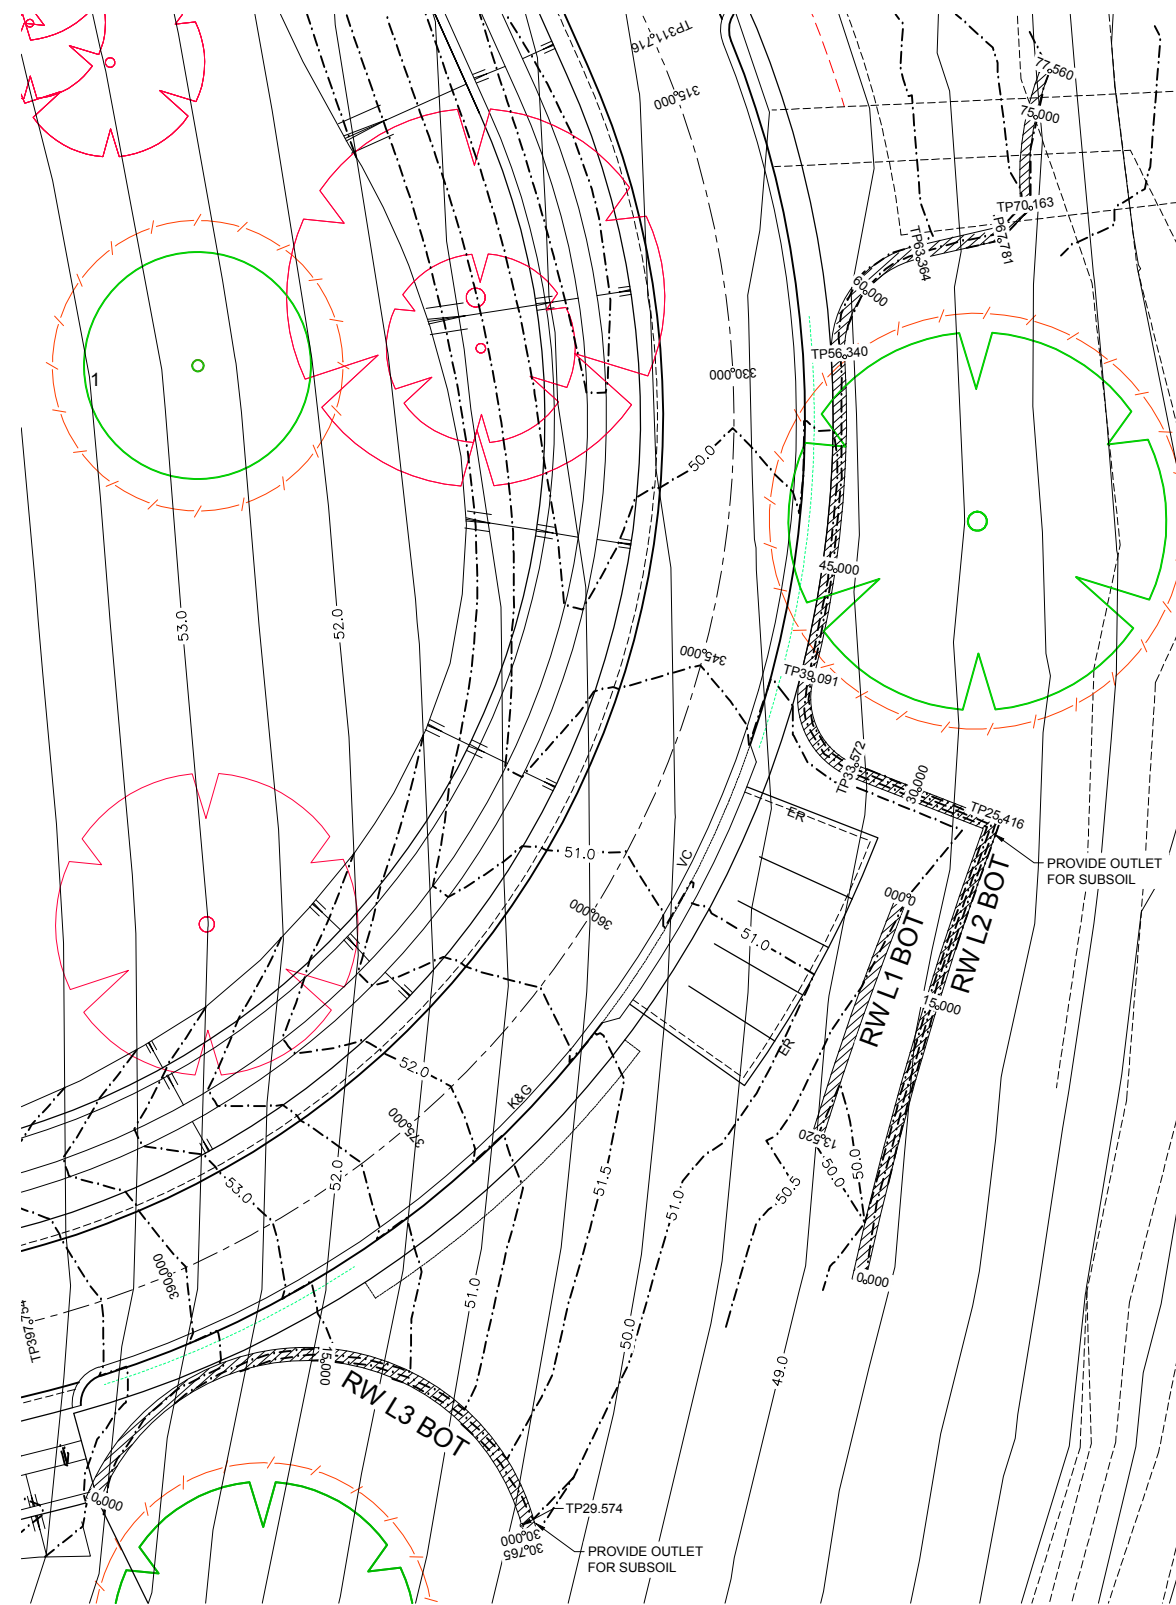 TP311.716
315.000
77.560
75.000
TP70.163
TP67.781
TP63.364
60.000
TP56.340
330.000
1
50.0
45.000
53.0
52.0
345.000
TP39.091
TP33.572
30.000
TP25.416
ER
PROVIDE OUTLET
FOR SUBSOIL
51.0
VC
360.000
0.000
RW L1 BOT
RW L2 BOT
51.0
15.000
ER
52.0
K&G
375.000
13.520
50.0
50.0
53.0
52.0
51.5
51.0
50.5
390.000
0.000
51.0
50.0
49.0
TP397.754
15.000
RW L3 BOT
0.000
TP29.574
30.000
30.765
PROVIDE OUTLET
FOR SUBSOIL